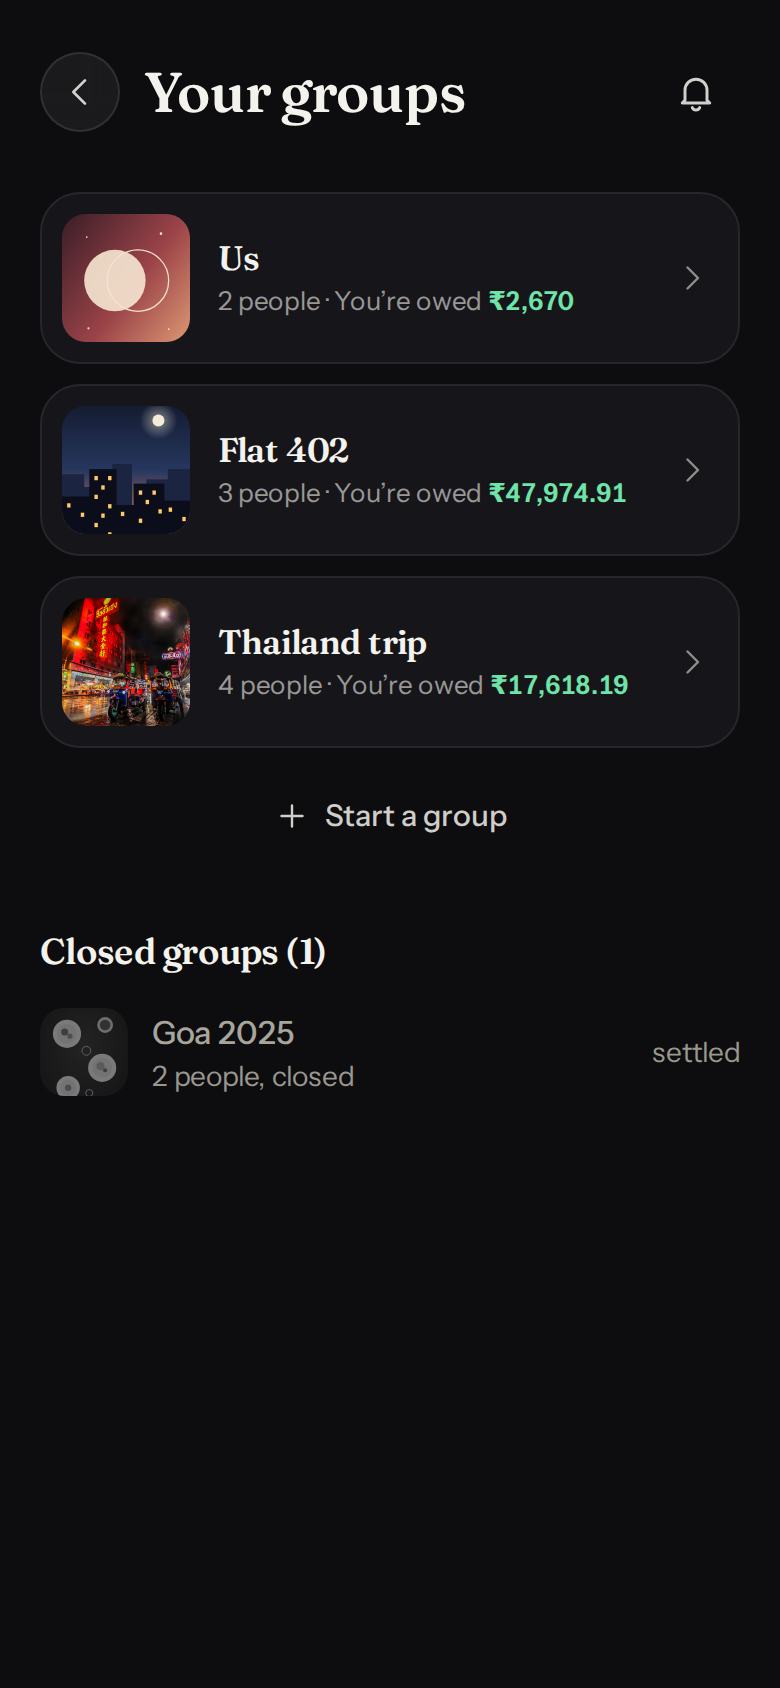 Your groups
Us
2 people · You’re owed ₹2,670
Flat 402
3 people · You’re owed ₹47,974.91
Thailand trip
4 people · You’re owed ₹17,618.19
Start a group
Closed groups (1)
Goa 2025
2 people, closed
settled